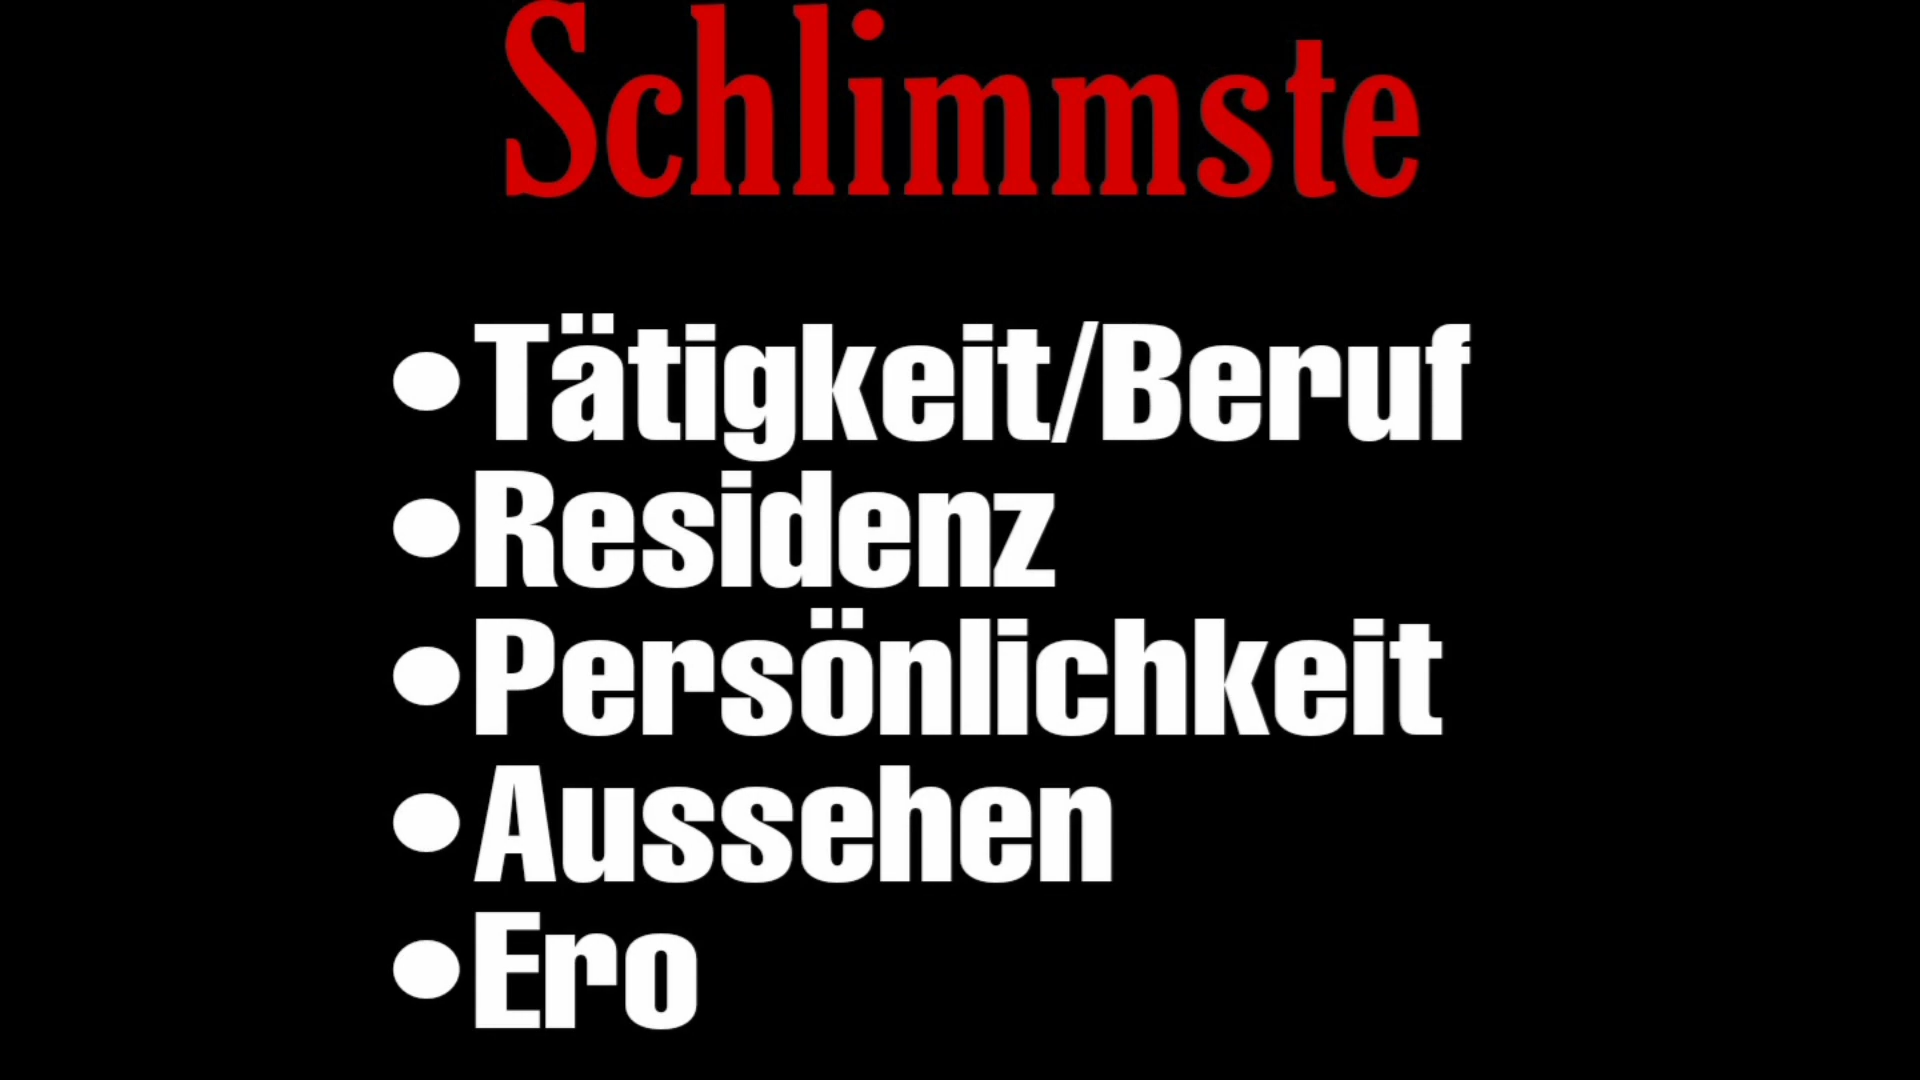 Schlimmste
•Tätigkeit/Beruf
•Residenz
•Persönlichkeit
•Aussehen
•Ero